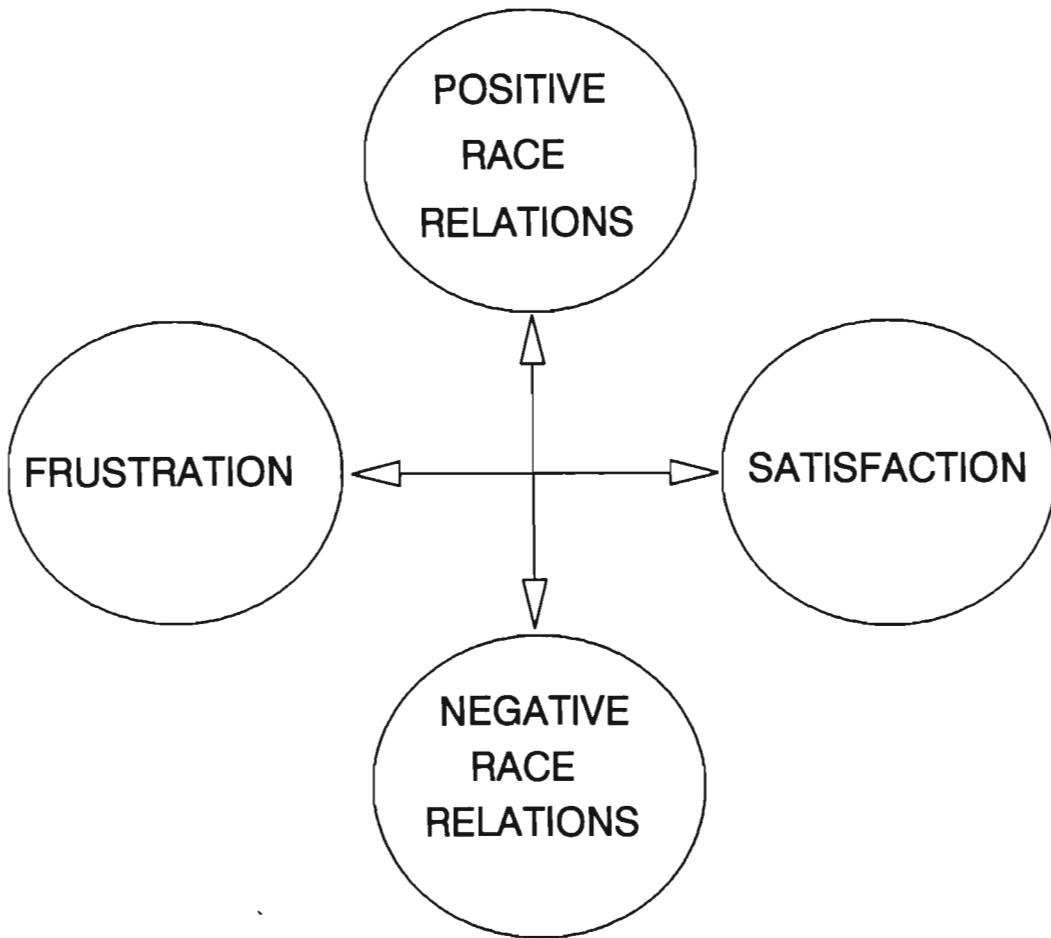 POSITIVE
RACE
RELATIONS
FRUSTRATION
SATISFACTION
NEGATIVE
RACE
RELATIONS